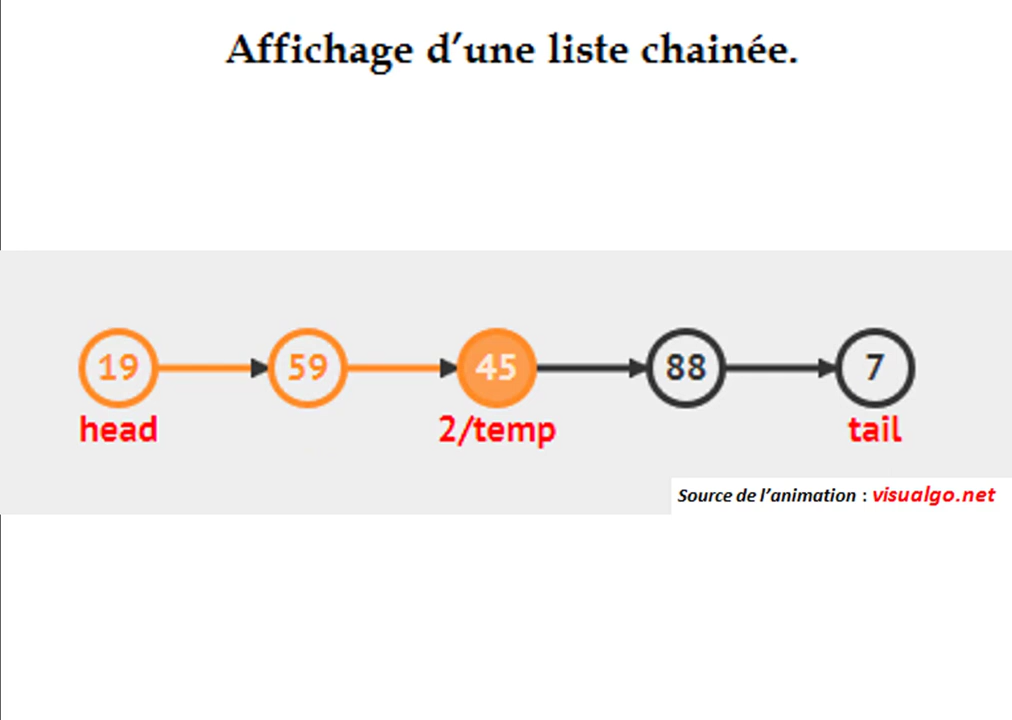 Affichage d’une liste chainée.
19 59 45 88 7
head 2/temp tail
Source de l’animation : visualgo.net